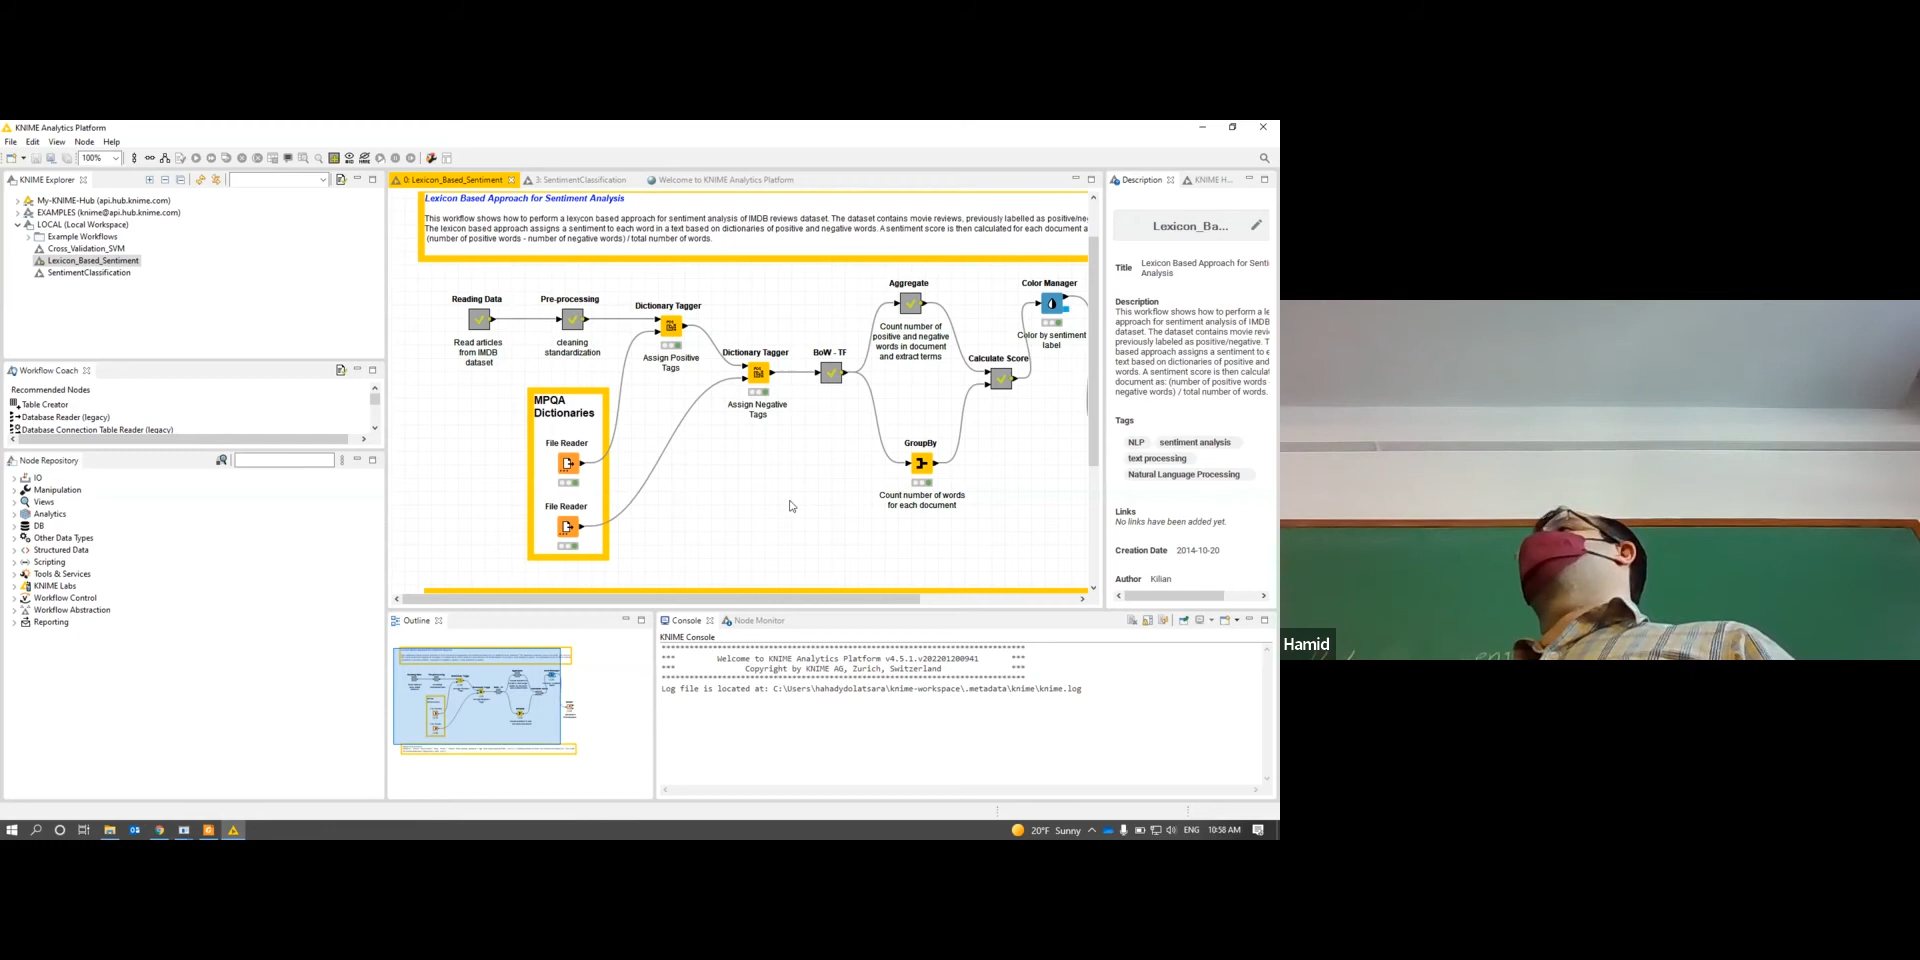 KNIME Analytics Platform
File Edit View Node Help
100%
KNIME Explorer
My-KNIME-Hub (api.hub.knime.com)
EXAMPLES (knime@api.hub.knime.com)
LOCAL (Local Workspace)
Example Workflows
Cross_Validation_SVM
Lexicon_Based_Sentiment
SentimentClassification
Workflow Coach
Recommended Nodes
Table Creator
Database Reader (legacy)
Database Connection Table Reader (legacy)
Node Repository
IO
Manipulation
Views
Analytics
DB
Other Data Types
Structured Data
Scripting
Tools & Services
KNIME Labs
Workflow Control
Workflow Abstraction
Reporting
0: Lexicon_Based_Sentiment
3: SentimentClassification
Welcome to KNIME Analytics Platform
Lexicon Based Approach for Sentiment Analysis
This workflow shows how to perform a lexycon based approach for sentiment analysis of IMDB reviews dataset. The dataset contains movie reviews, previously labelled as positive/ne
The lexicon based approach assigns a sentiment to each word in a text based on dictionaries of positive and negative words. A sentiment score is then calculated for each document a
(number of positive words - number of negative words) / total number of words.
Reading Data
Read articles
from IMDB
dataset
Pre-processing
cleaning
standardization
Dictionary Tagger
Assign Positive
Tags
Dictionary Tagger
Assign Negative
Tags
MPQA
Dictionaries
File Reader
File Reader
BoW - TF
Aggregate
Count number of
positive and negative
words in document
and extract terms
GroupBy
Count number of words
for each document
Calculate Score
Color Manager
Color by sentiment
label
Description
KNIME H...
Lexicon_Ba...
Title
Lexicon Based Approach for Senti
Analysis
Description
This workflow shows how to perform a le
approach for sentiment analysis of IMDB
dataset. The dataset contains movie revi
previously labelled as positive/negative. T
based approach assigns a sentiment to e
text based on dictionaries of positive and
words. A sentiment score is then calculat
document as: (number of positive words
negative words) / total number of words.
Tags
NLP
sentiment analysis
text processing
Natural Language Processing
Links
No links have been added yet.
Creation Date 2014-10-20
Author Kilian
Outline
Console
Node Monitor
KNIME Console
*** Welcome to KNIME Analytics Platform v4.5.1.v202201200941 ***
*** Copyright by KNIME AG, Zurich, Switzerland ***
Log file is located at: C:\Users\hahadydolatsara\knime-workspace\.metadata\knime\knime.log
20°F Sunny
ENG
10:58 AM
Hamid